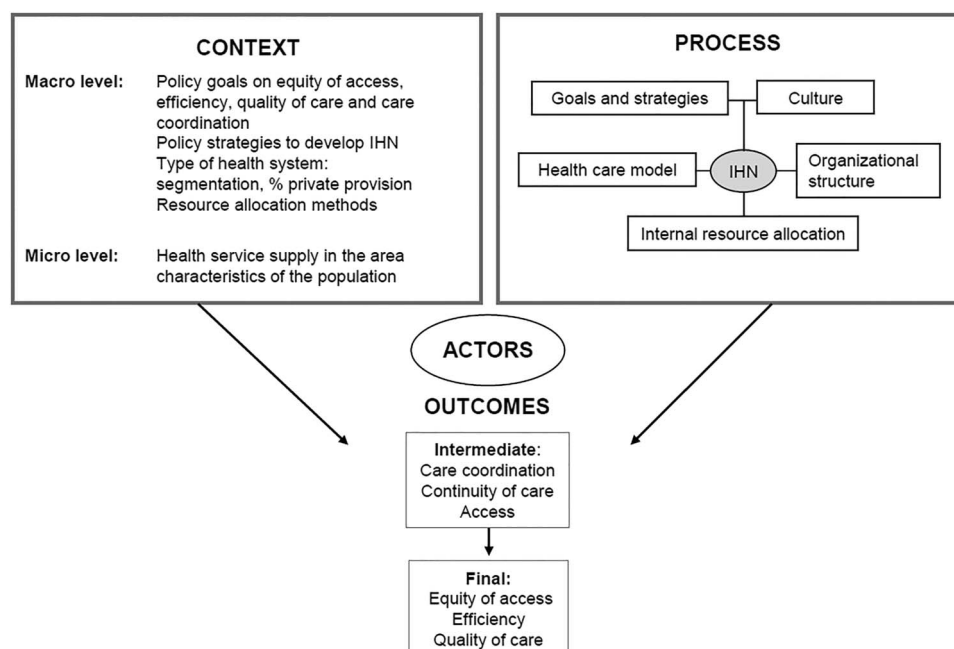 CONTEXT
Macro level: Policy goals on equity of access,
efficiency, quality of care and care
coordination
Policy strategies to develop IHN
Type of health system:
segmentation, % private provision
Resource allocation methods
Micro level: Health service supply in the area
characteristics of the population
PROCESS
Goals and strategies
Culture
Health care model
IHN
Organizational
structure
Internal resource allocation
ACTORS
OUTCOMES
Intermediate:
Care coordination
Continuity of care
Access
Final:
Equity of access
Efficiency
Quality of care